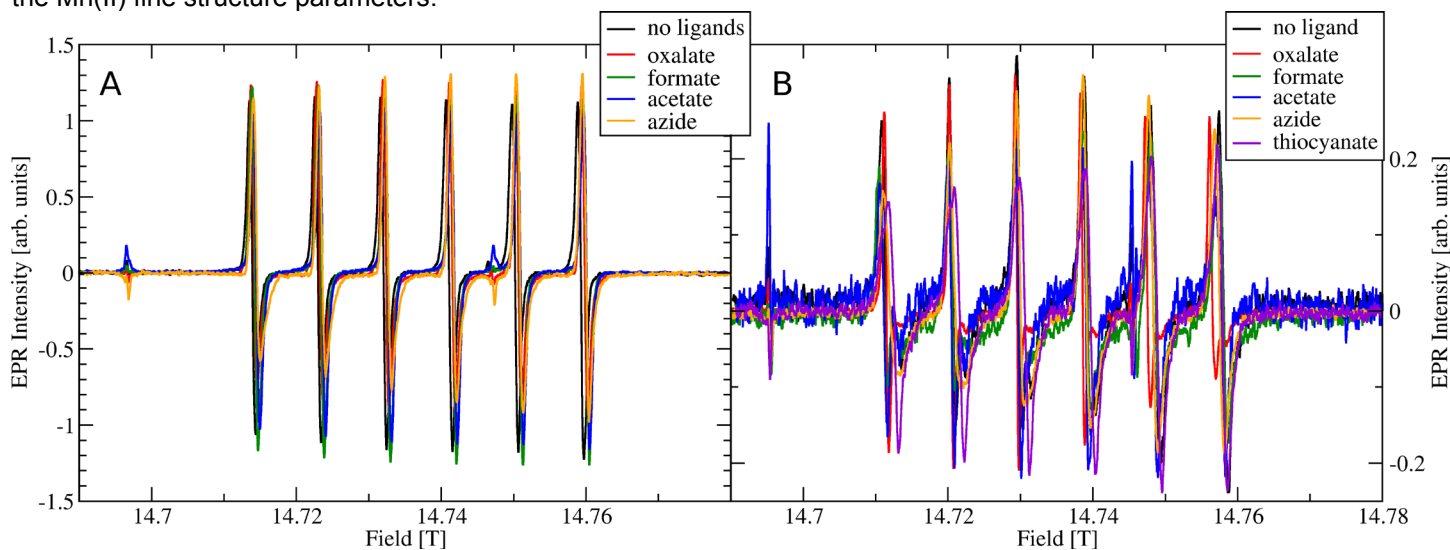 the Mn(II) line structure parameters.
A
no ligands
oxalate
formate
acetate
azide
B
no ligand
oxalate
formate
acetate
azide
thiocyanate
EPR Intensity [arb. units]
1.5
1
0.5
0
-0.5
-1
-1.5
14.7
14.72
14.74
14.76
Field [T]
14.7
14.72
14.74
14.76
14.78
Field [T]
0.2
0
-0.2
EPR Intensity [arb. units]